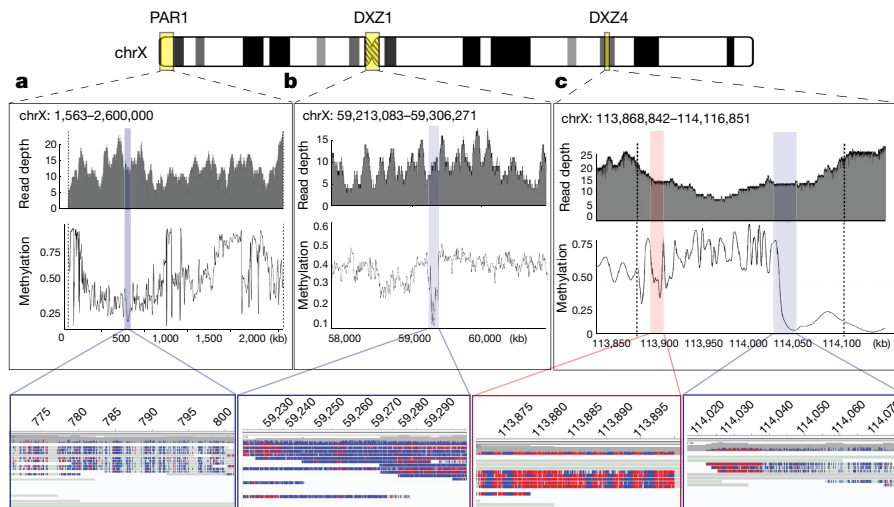 PAR1 DXZ1 DXZ4
chrX
a
chrX: 1,563–2,600,000
Read depth
20
15
10
5
0
Methylation
0.75
0.50
0.25
0 500 1,000 1,500 2,000 (kb)
b
chrX: 59,213,083–59,306,271
Read depth
15
10
5
0
Methylation
0.6
0.5
0.4
0.3
0.2
0.1
58,000 59,000 60,000 (kb)
c
chrX: 113,868,842–114,116,851
Read depth
25
20
15
10
5
0
Methylation
0.75
0.50
0.25
0
113,850 113,900 113,950 114,000 114,050 114,100 (kb)
775 780 785 790 795 800
59,230 59,240 59,250 59,260 59,270 59,280 59,290
113,875 113,880 113,885 113,890 113,895
114,020 114,030 114,040 114,050 114,060